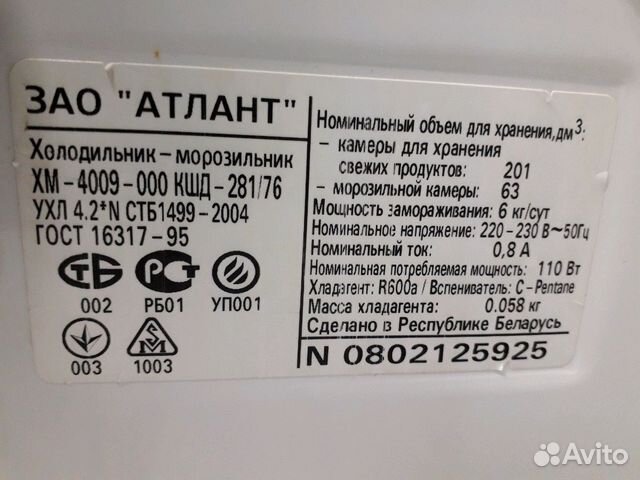 ЗАО "АТЛАНТ"
Холодильник – морозильник
ХМ – 4009 – 000 КШД – 281/76
УХЛ 4.2*N СТБ1499 – 2004
ГОСТ 16317 – 95
002 РБ01 УП001
003 1003
Номинальный объем для хранения, дм³:
– камеры для хранения
свежих продуктов: 201
– морозильной камеры: 63
Мощность замораживания: 6 кг/сут
Номинальное напряжение: 220 – 230 В~50Гц
Номинальный ток: 0,8 А
Номинальная потребляемая мощность: 110 Вт
Хладагент: R600a / Вспениватель: C – Pentane
Масса хладагента: 0.058 кг
Сделано в Республике Беларусь
N 0802125925
Avito